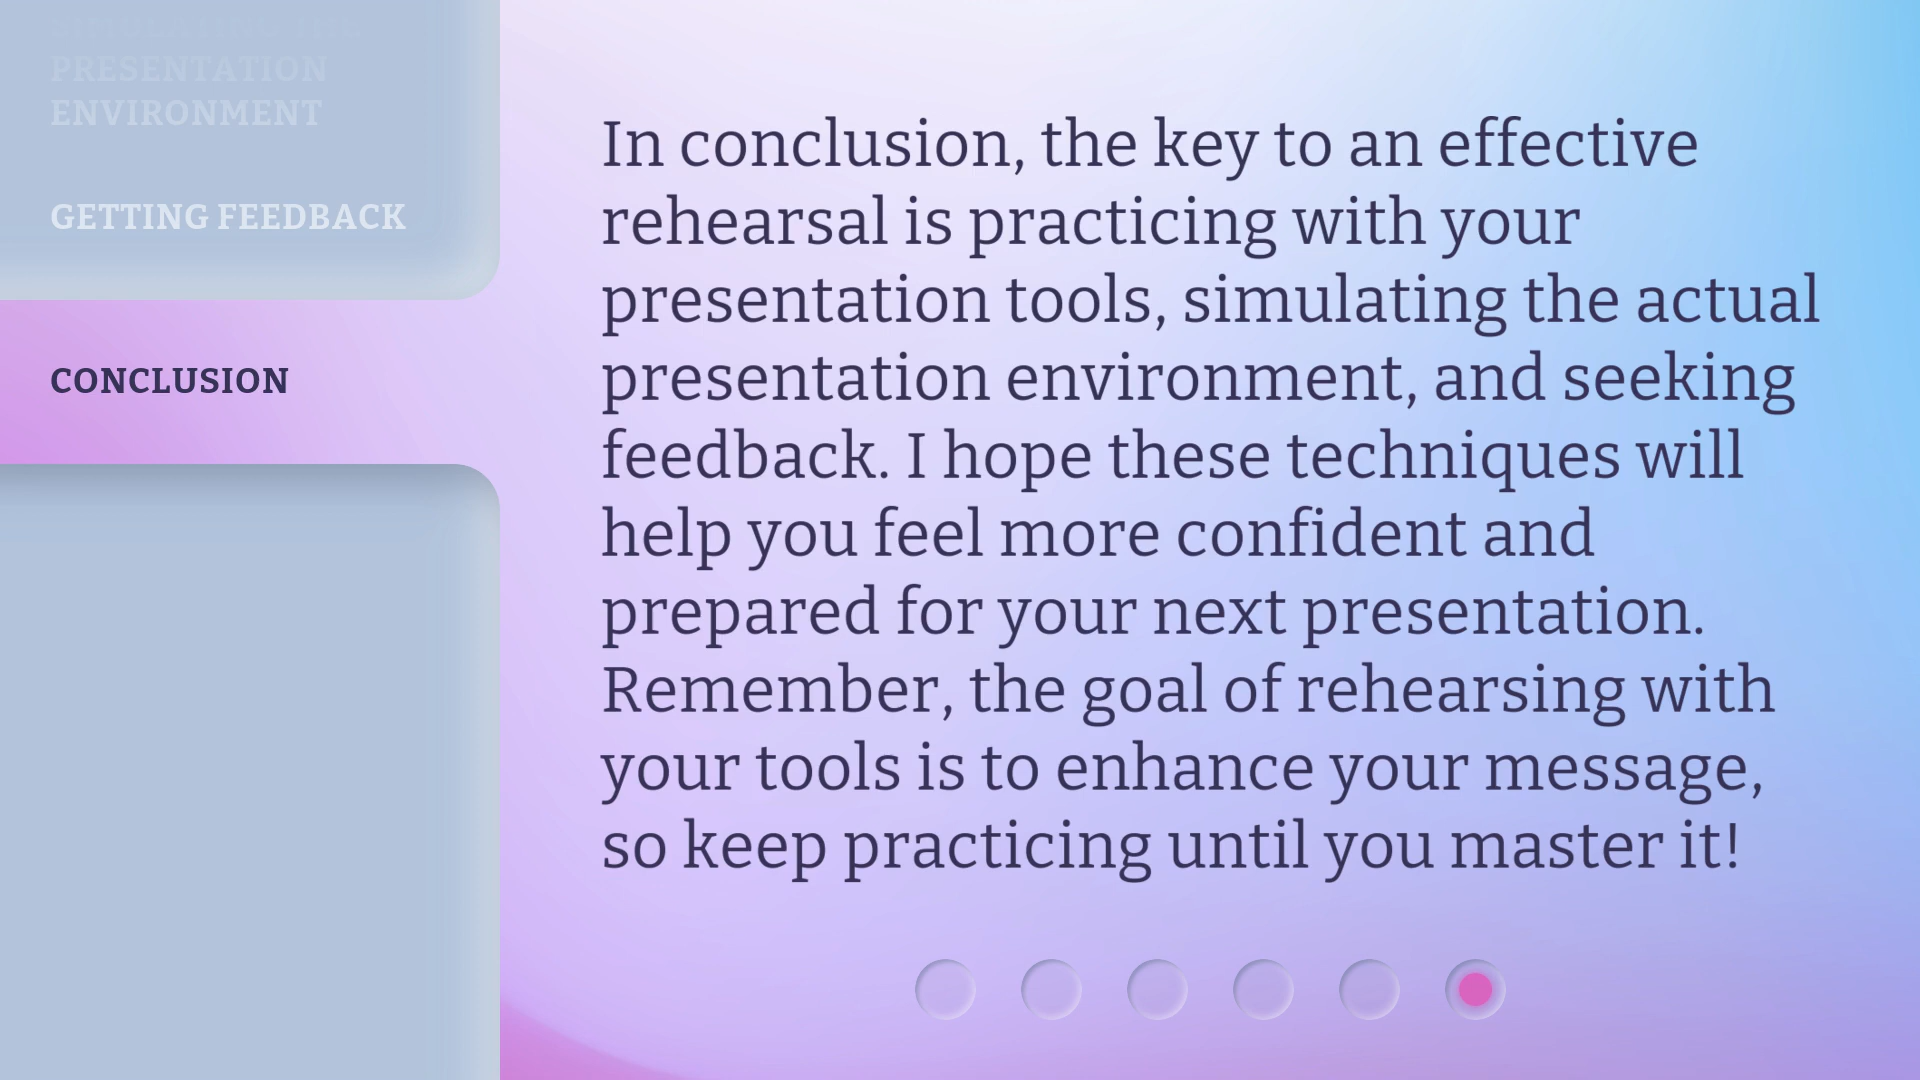 SIMULATING THE
PRESENTATION
ENVIRONMENT
GETTING FEEDBACK
CONCLUSION
In conclusion, the key to an effective
rehearsal is practicing with your
presentation tools, simulating the actual
presentation environment, and seeking
feedback. I hope these techniques will
help you feel more confident and
prepared for your next presentation.
Remember, the goal of rehearsing with
your tools is to enhance your message,
so keep practicing until you master it!